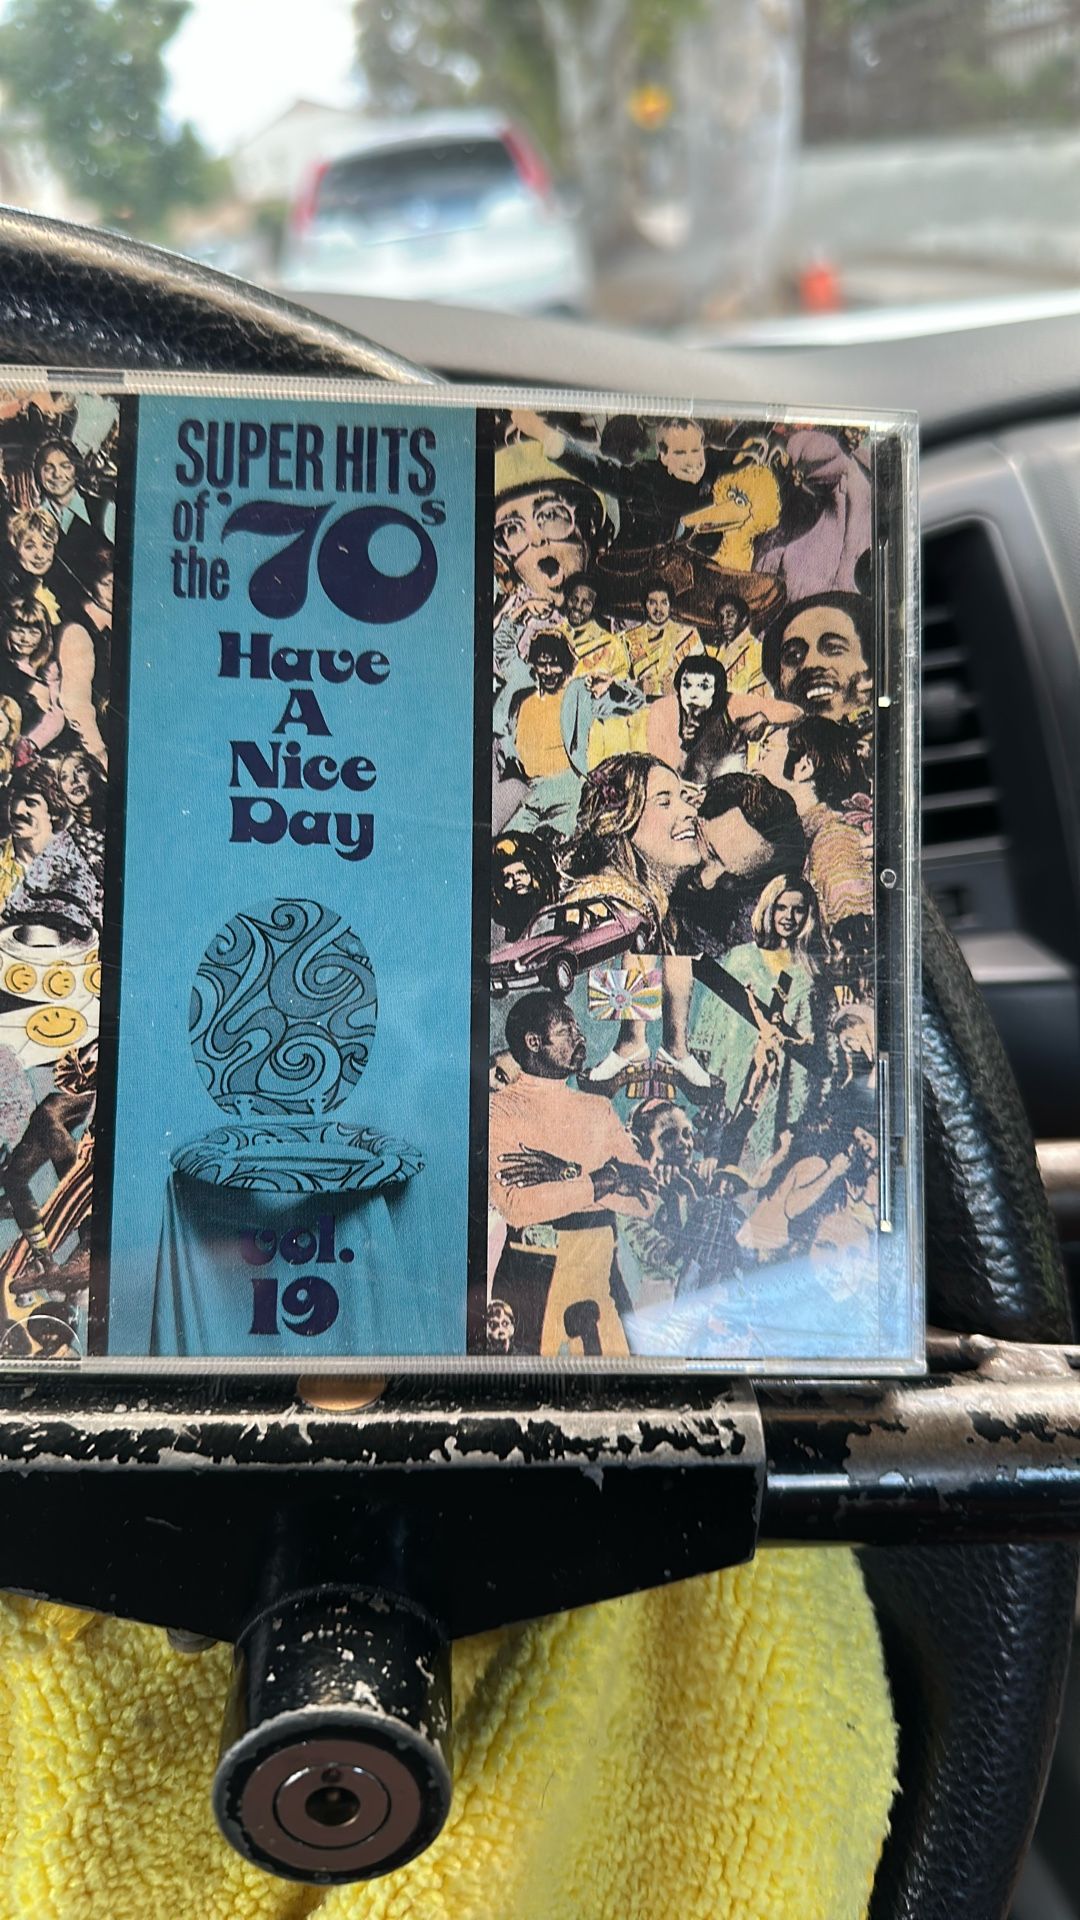 SUPER HITS
of '70s
the
Have
A
Nice
Day
vol.
19